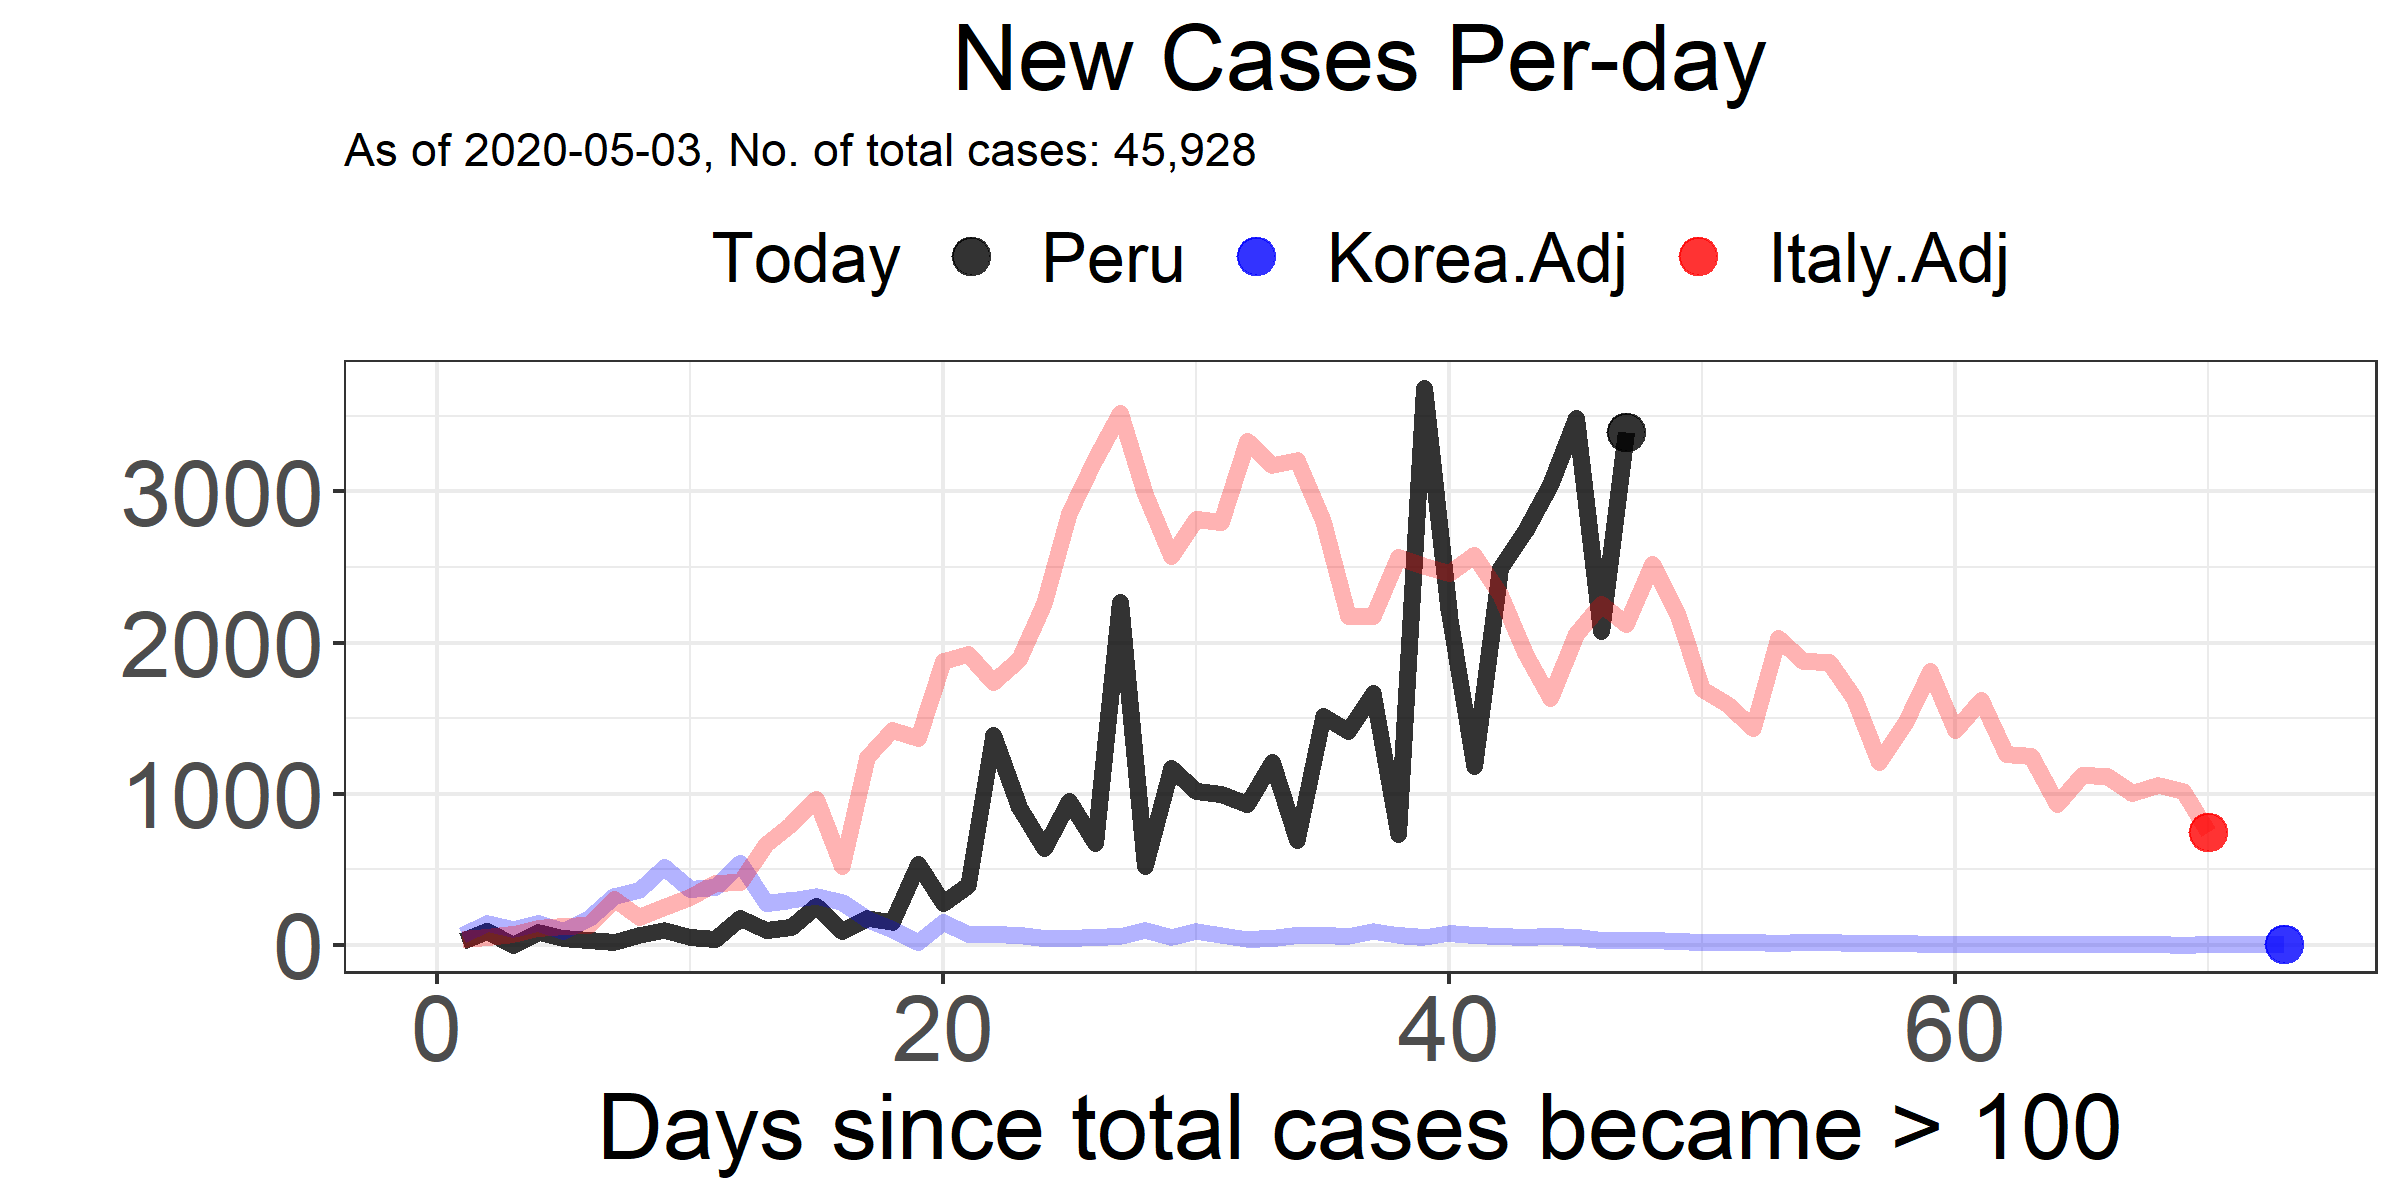 New Cases Per-day
As of 2020-05-03, No. of total cases: 45,928
Today Peru Korea.Adj Italy.Adj
3000
2000
1000
0
0 20 40 60
Days since total cases became > 100